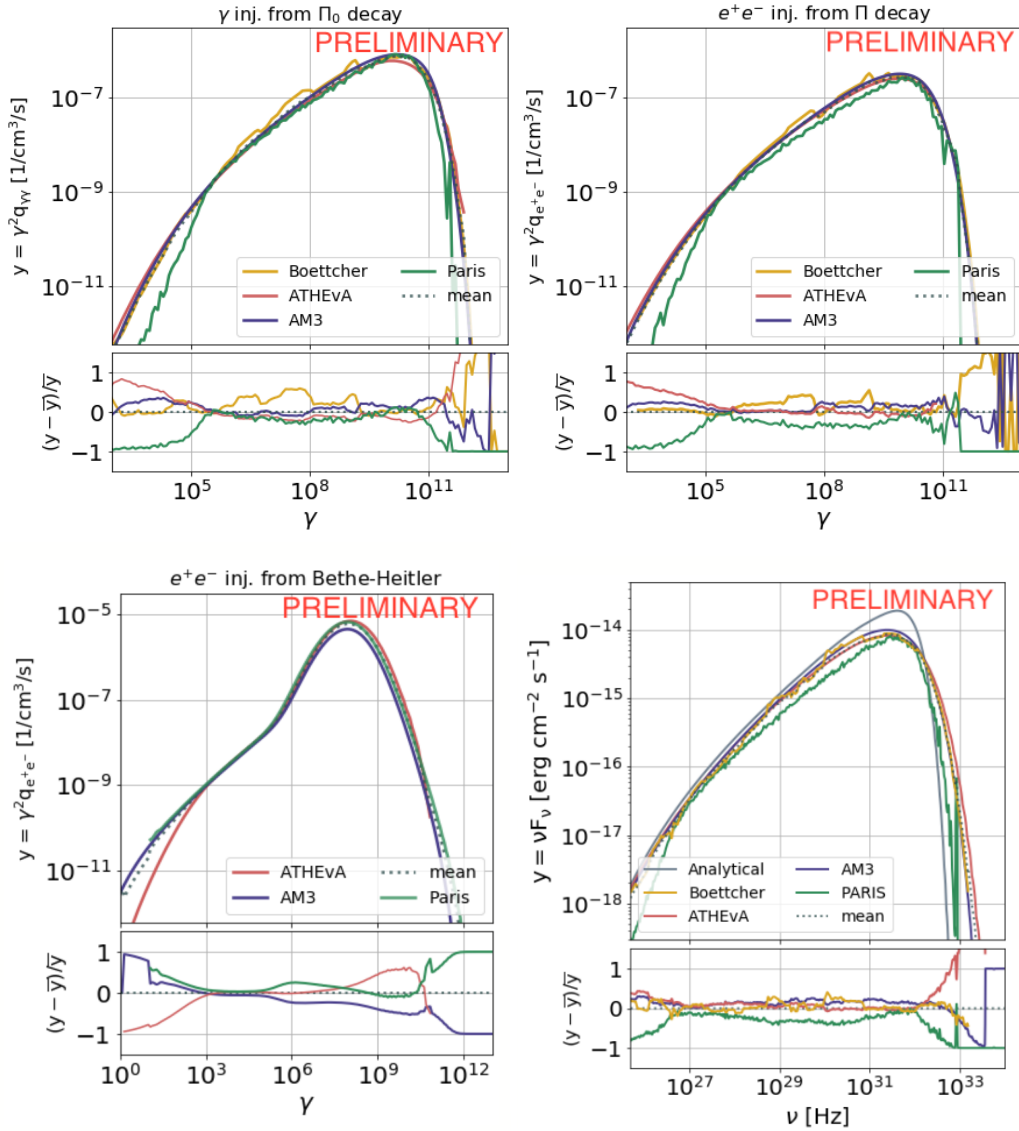 γ inj. from Π₀ decay
PRELIMINARY
y = γ²q_γγ [1/cm³/s]
10⁻⁷
10⁻⁹
10⁻¹¹
Boettcher
ATHEvA
AM3
Paris
mean
(y − y̅)/y̅
1
0
−1
10⁵
10⁸
10¹¹
γ
e⁺e⁻ inj. from Π decay
PRELIMINARY
y = γ²q_e⁺e⁻ [1/cm³/s]
10⁻⁷
10⁻⁹
10⁻¹¹
Boettcher
ATHEvA
AM3
Paris
mean
(y − y̅)/y̅
1
0
−1
10⁵
10⁸
10¹¹
γ
e⁺e⁻ inj. from Bethe-Heitler
PRELIMINARY
y = γ²q_e⁺e⁻ [1/cm³/s]
10⁻⁵
10⁻⁷
10⁻⁹
10⁻¹¹
ATHEvA
AM3
mean
Paris
(y − y̅)/y̅
1
0
−1
10⁰
10³
10⁶
10⁹
10¹²
γ
PRELIMINARY
y = νF_ν [erg cm⁻² s⁻¹]
10⁻¹⁴
10⁻¹⁵
10⁻¹⁶
10⁻¹⁷
10⁻¹⁸
Analytical
Boettcher
ATHEvA
AM3
PARIS
mean
(y − y̅)/y̅
1
0
−1
10²⁷
10²⁹
10³¹
10³³
ν [Hz]